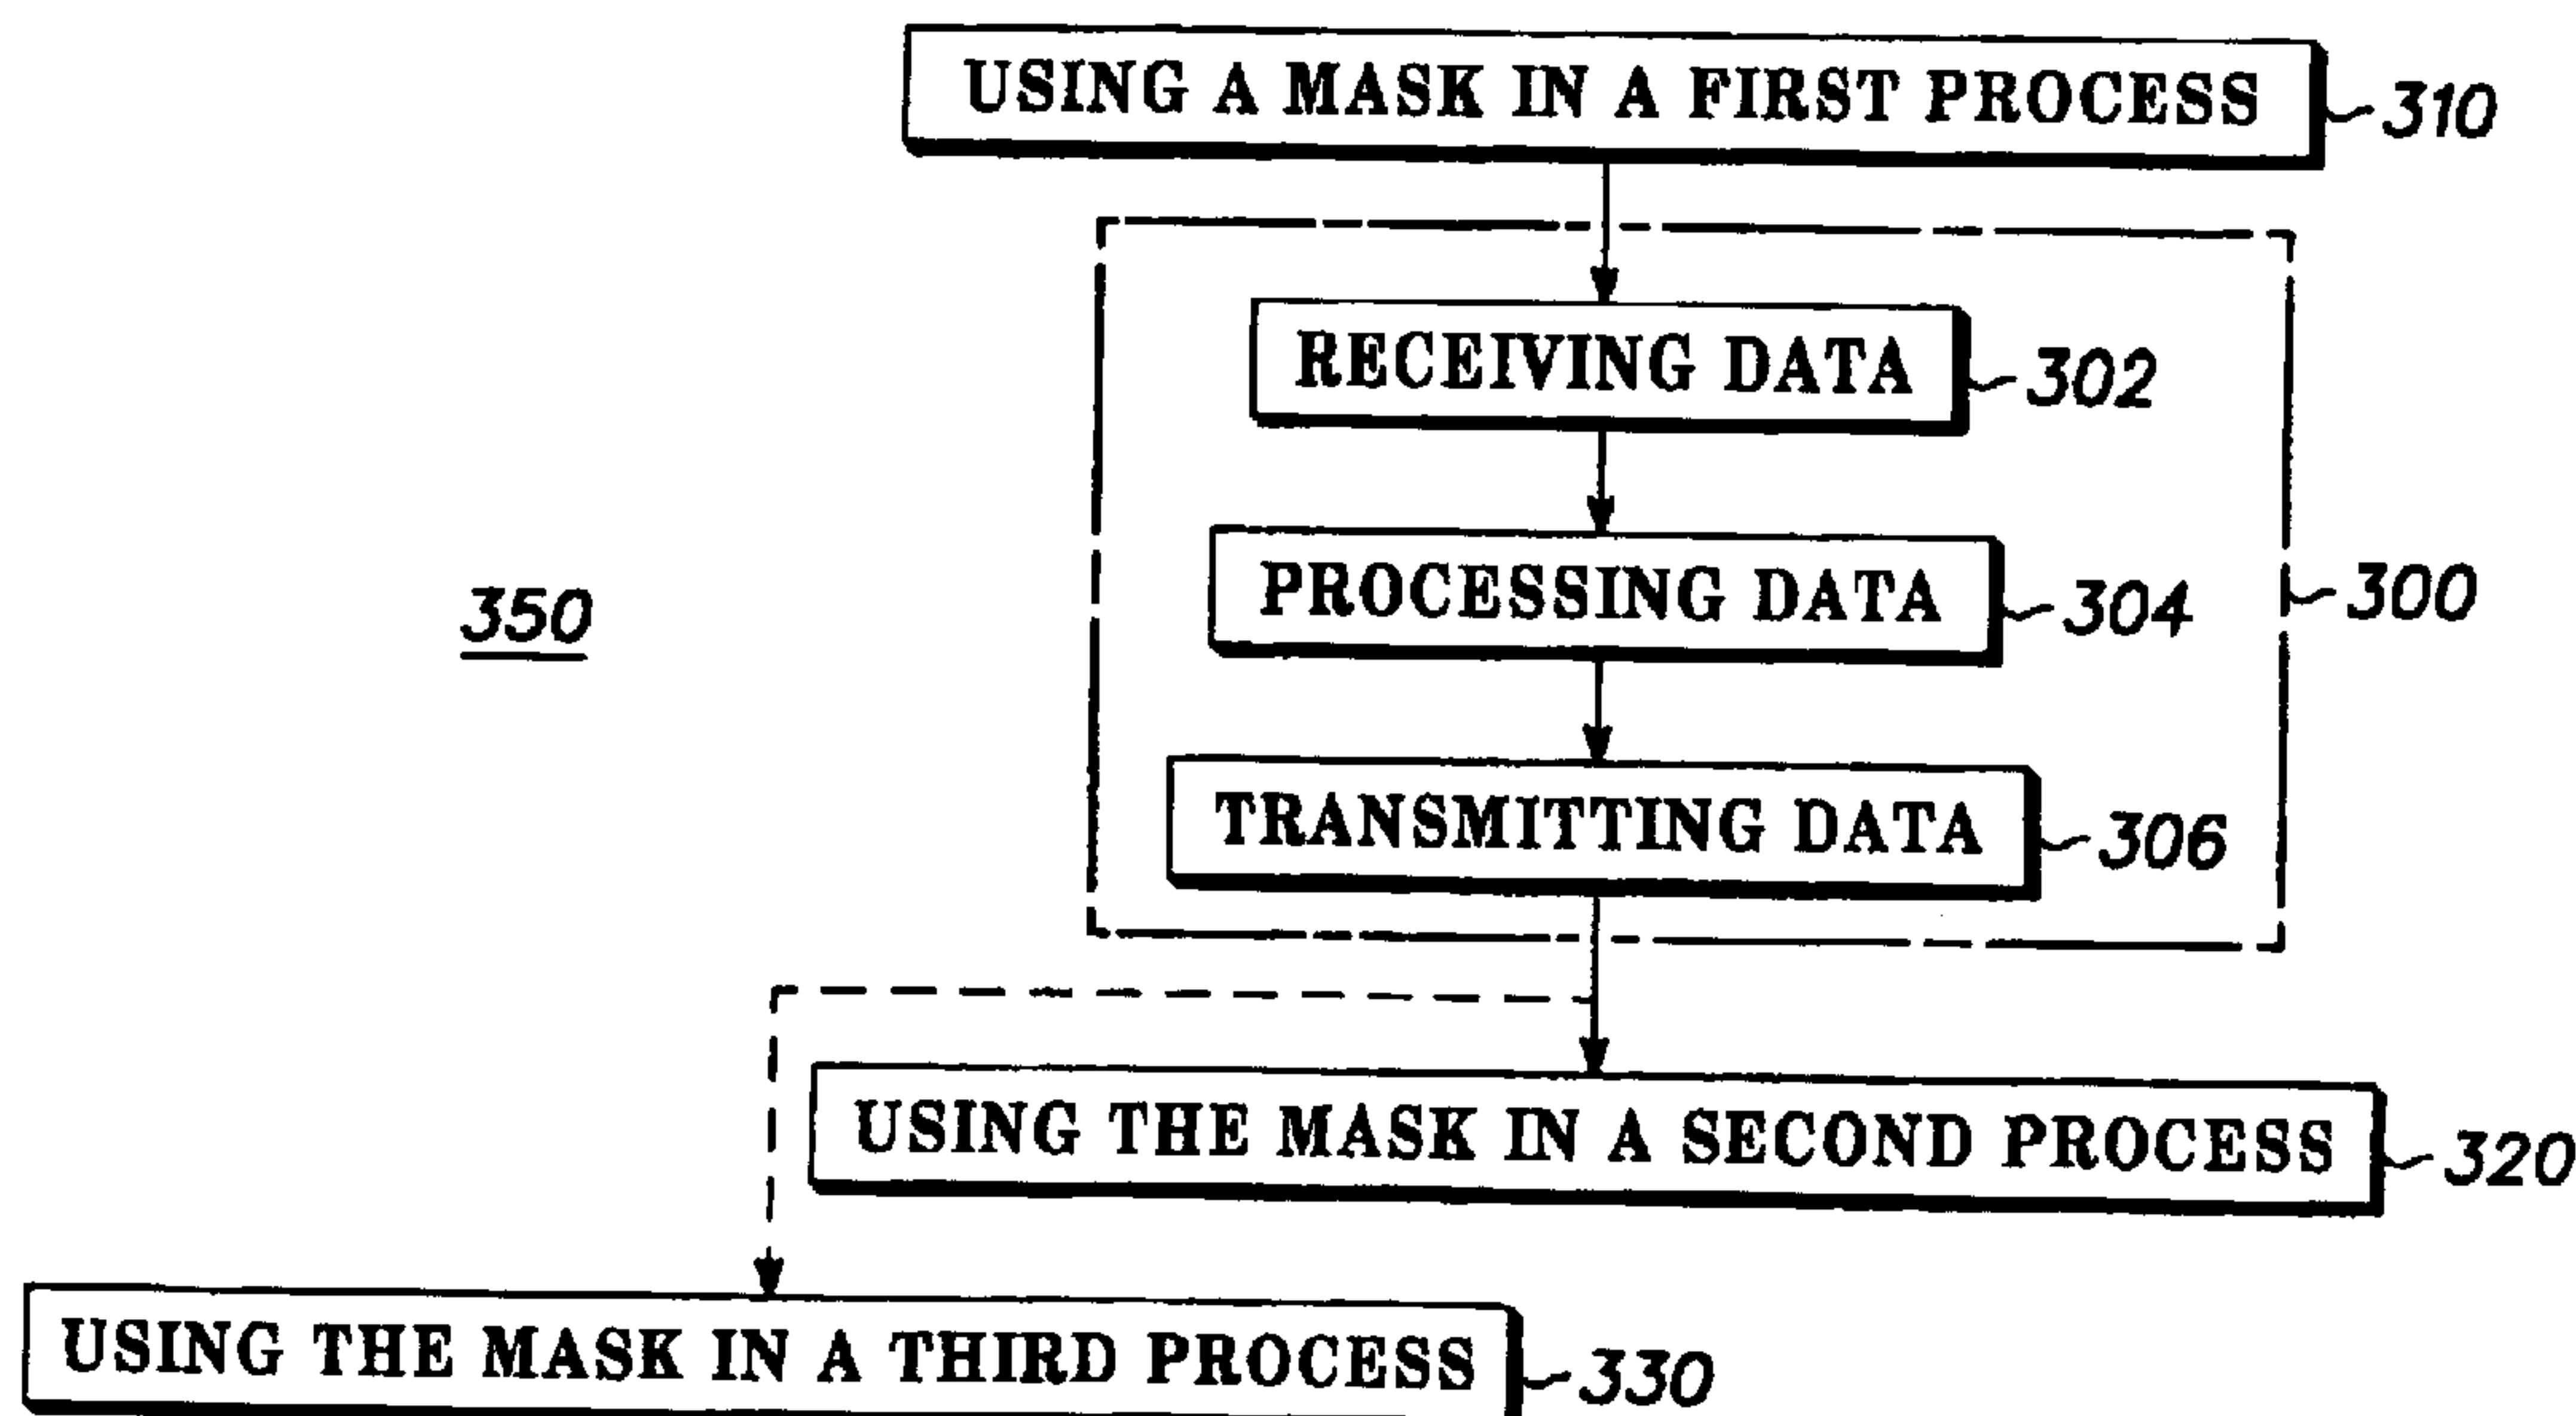 USING A MASK IN A FIRST PROCESS 310
RECEIVING DATA 302
PROCESSING DATA 304
300
350
TRANSMITTING DATA 306
USING THE MASK IN A SECOND PROCESS 320
USING THE MASK IN A THIRD PROCESS 330